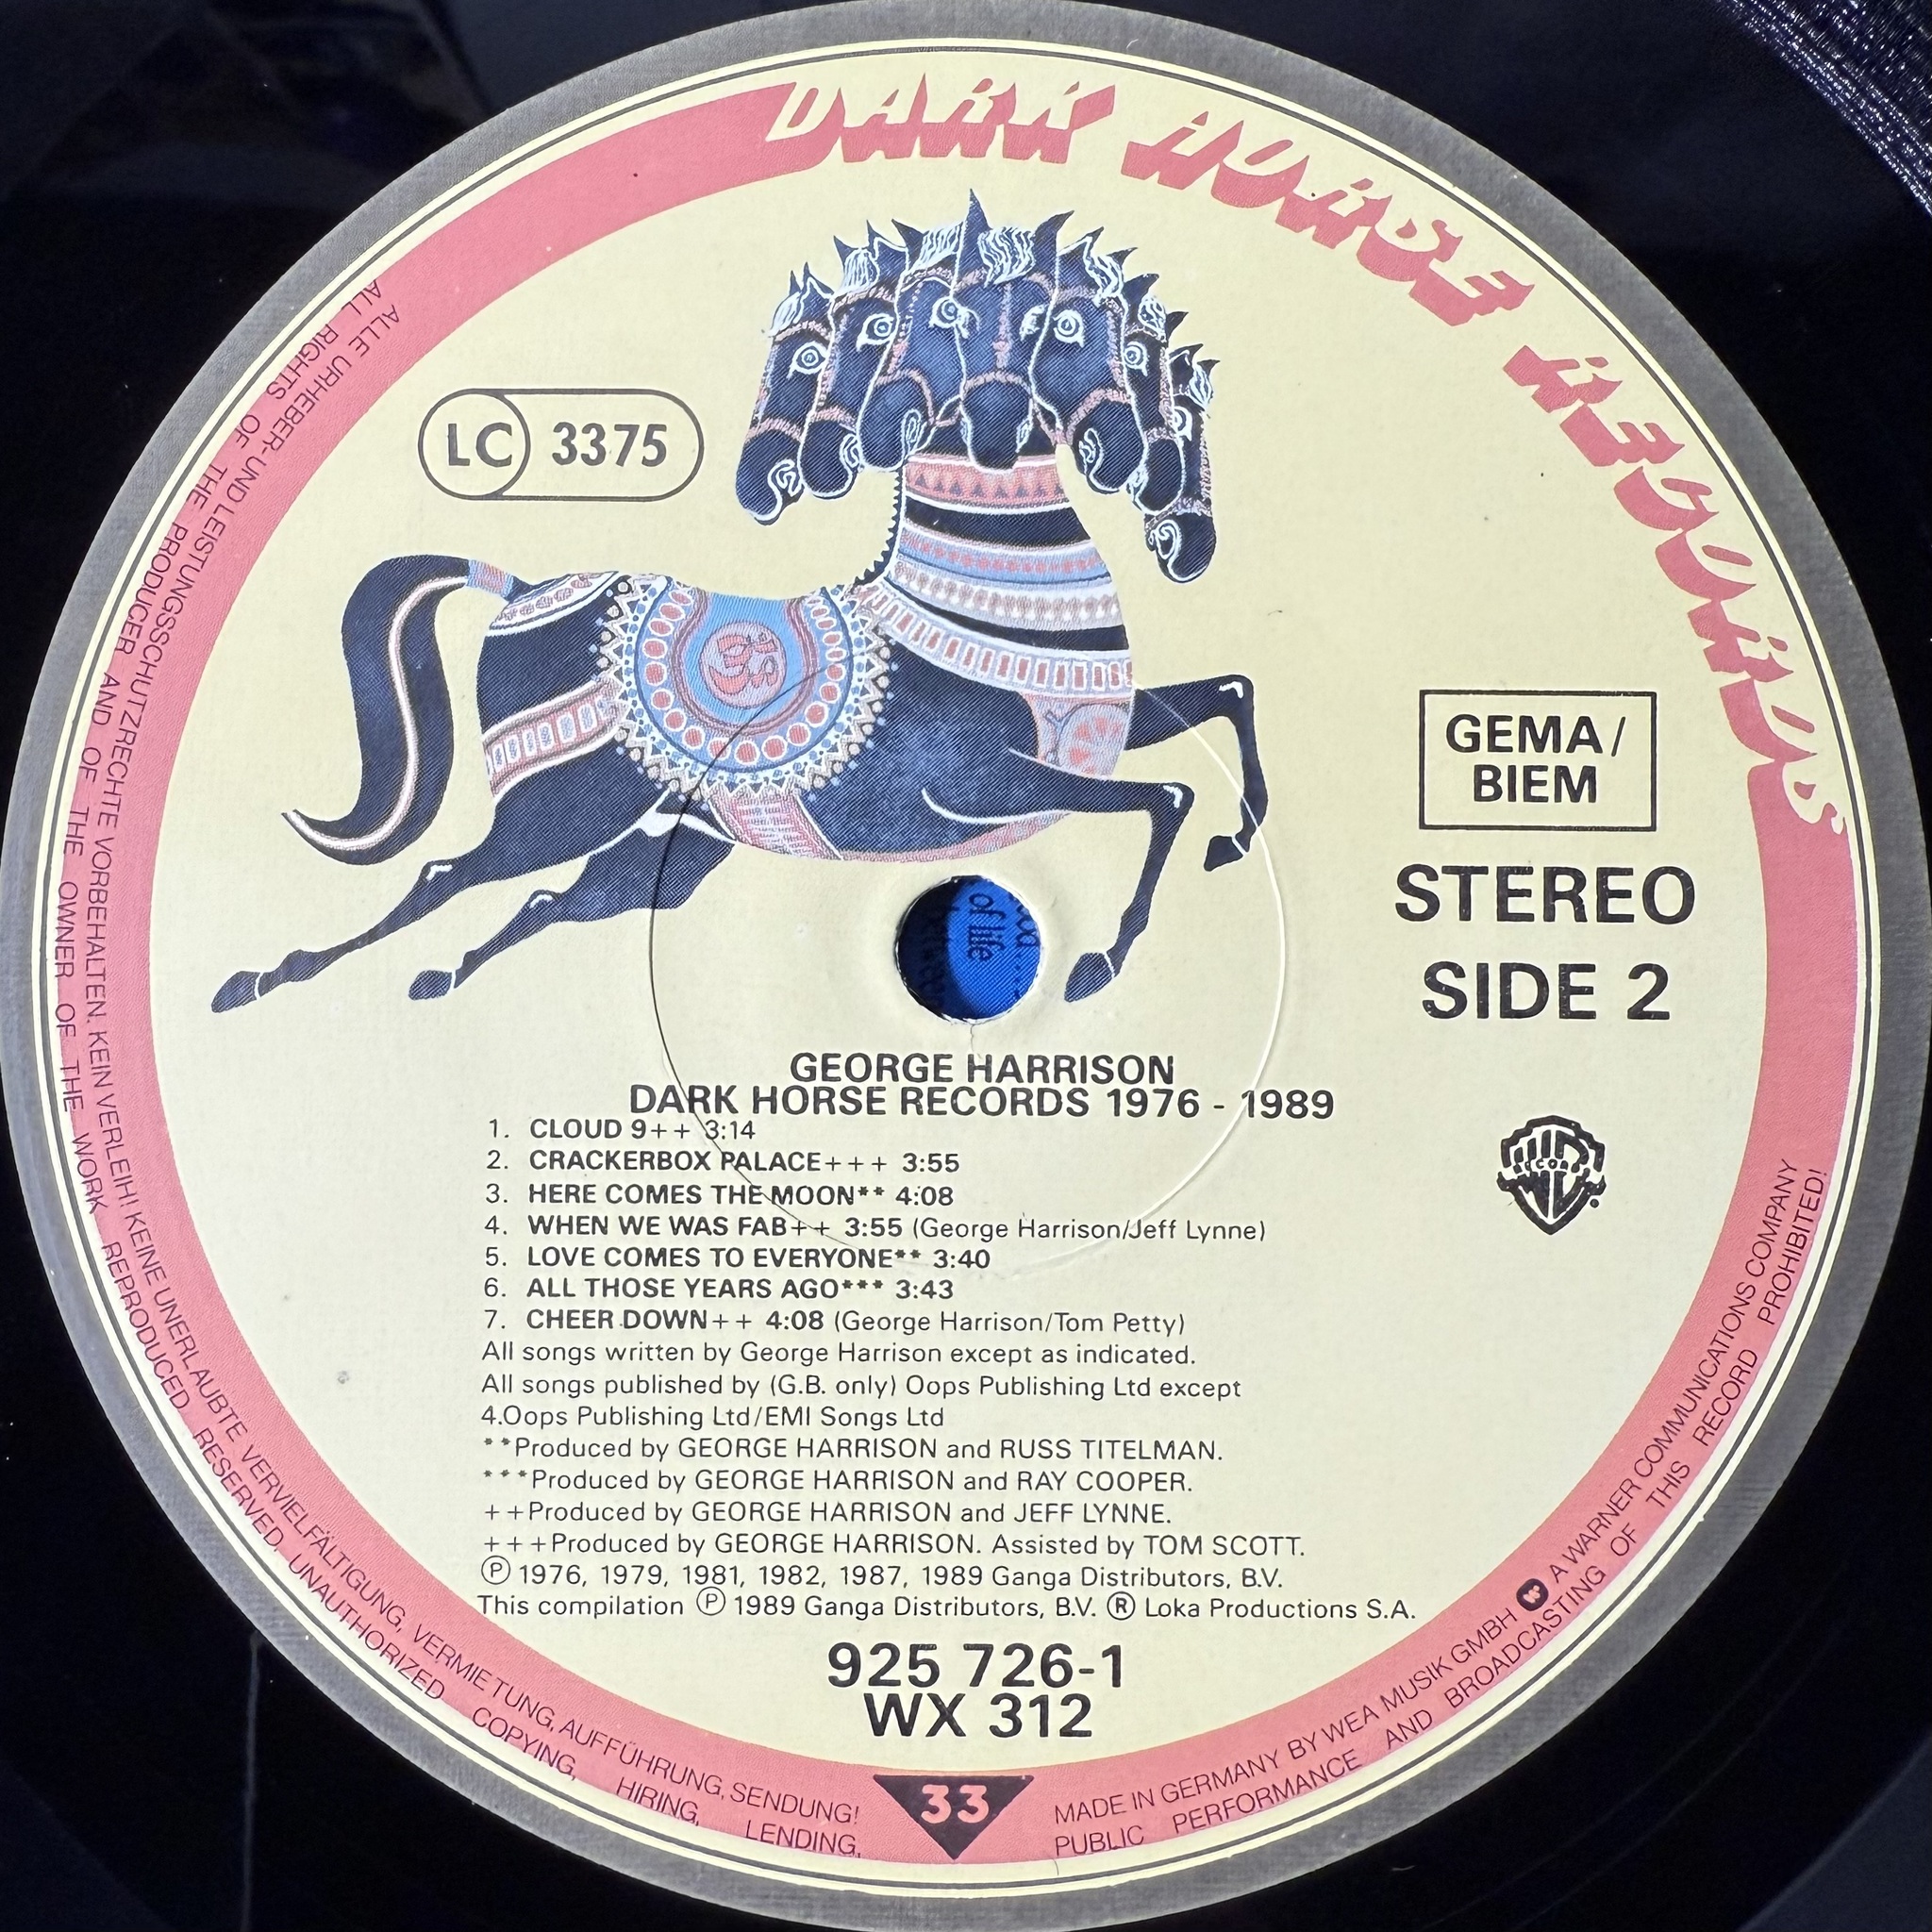 DARK HORSE RECORDS
LC 3375
GEMA/
BIEM
STEREO
SIDE 2
of life
GEORGE HARRISON
DARK HORSE RECORDS 1976 - 1989
1. CLOUD 9++ 3:14
2. CRACKERBOX PALACE+++ 3:55
3. HERE COMES THE MOON** 4:08
4. WHEN WE WAS FAB++ 3:55 (George Harrison/Jeff Lynne)
5. LOVE COMES TO EVERYONE** 3:40
6. ALL THOSE YEARS AGO*** 3:43
7. CHEER DOWN++ 4:08 (George Harrison/Tom Petty)
All songs written by George Harrison except as indicated.
All songs published by (G.B. only) Oops Publishing Ltd except
4.Oops Publishing Ltd/EMI Songs Ltd
**Produced by GEORGE HARRISON and RUSS TITELMAN.
***Produced by GEORGE HARRISON and RAY COOPER.
++Produced by GEORGE HARRISON and JEFF LYNNE.
+++Produced by GEORGE HARRISON. Assisted by TOM SCOTT.
Ⓟ 1976, 1979, 1981, 1982, 1987, 1989 Ganga Distributors, B.V.
This compilation Ⓟ 1989 Ganga Distributors, B.V. Ⓡ Loka Productions S.A.
925 726-1
WX 312
33
RECORDS
ALLE URHEBER- UND LEISTUNGSSCHUTZRECHTE VORBEHALTEN. KEIN VERLEIH! KEINE UNERLAUBTE VERVIELFÄLTIGUNG, VERMIETUNG, AUFFÜHRUNG, SENDUNG!
MADE IN GERMANY BY WEA MUSIK GMBH A WARNER COMMUNICATIONS COMPANY
ALL RIGHTS OF THE PRODUCER AND OF THE OWNER OF THE WORK REPRODUCED RESERVED. UNAUTHORIZED COPYING, HIRING, LENDING,
PUBLIC PERFORMANCE AND BROADCASTING OF THIS RECORD PROHIBITED!